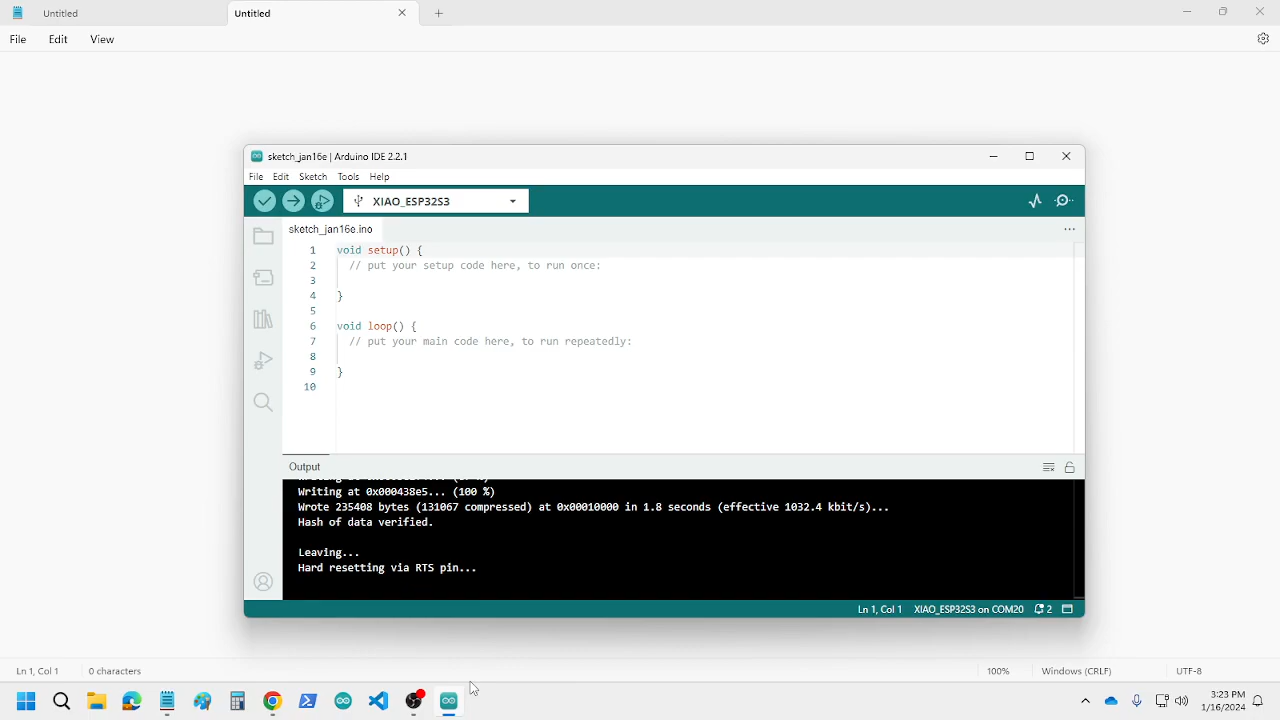 Untitled
Untitled
File Edit View
sketch_jan16e | Arduino IDE 2.2.1
File Edit Sketch Tools Help
XIAO_ESP32S3
sketch_jan16e.ino
1 void setup() {
2 // put your setup code here, to run once:
3
4 }
5
6 void loop() {
7 // put your main code here, to run repeatedly:
8
9 }
10
Output
Writing at 0x000438e5... (100 %)
Wrote 235408 bytes (131067 compressed) at 0x00010000 in 1.8 seconds (effective 1032.4 kbit/s)...
Hash of data verified.
Leaving...
Hard resetting via RTS pin...
Ln 1, Col 1 XIAO_ESP32S3 on COM20 2
Ln 1, Col 1 0 characters 100% Windows (CRLF) UTF-8
3:23 PM
1/16/2024